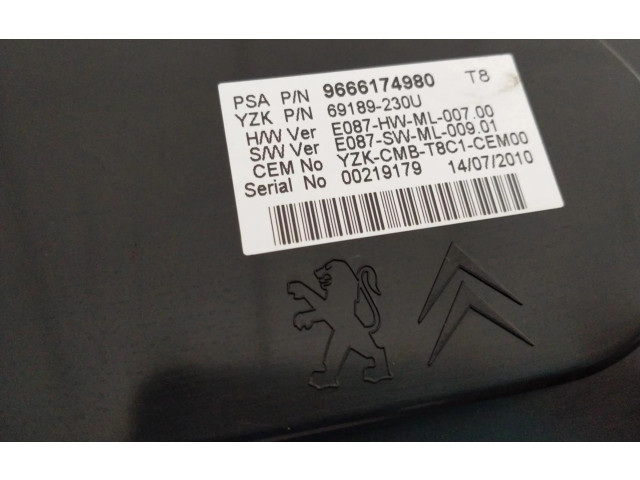 PSA P/N 9666174980 T8
YZK P/N 69189-230U
H/W Ver E087-HW-ML-007.00
S/W Ver E087-SW-ML-009.01
CEM No YZK-CMB-T8C1-CEM00
Serial No 00219179 14/07/2010